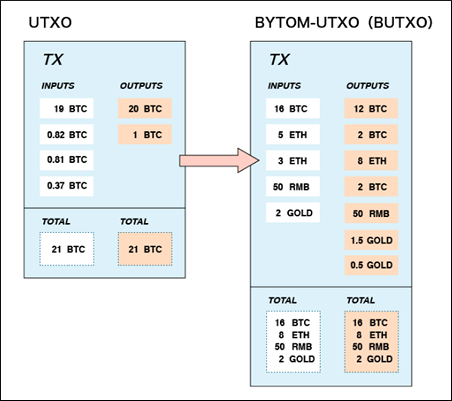 UTXO
TX
INPUTS OUTPUTS
19 BTC 20 BTC
0.82 BTC 1 BTC
0.81 BTC
0.37 BTC
TOTAL TOTAL
21 BTC 21 BTC
BYTOM-UTXO (BUTXO)
TX
INPUTS OUTPUTS
16 BTC 12 BTC
5 ETH 2 BTC
3 ETH 8 ETH
50 RMB 2 BTC
2 GOLD 50 RMB
1.5 GOLD
0.5 GOLD
TOTAL TOTAL
16 BTC 16 BTC
8 ETH 8 ETH
50 RMB 50 RMB
2 GOLD 2 GOLD